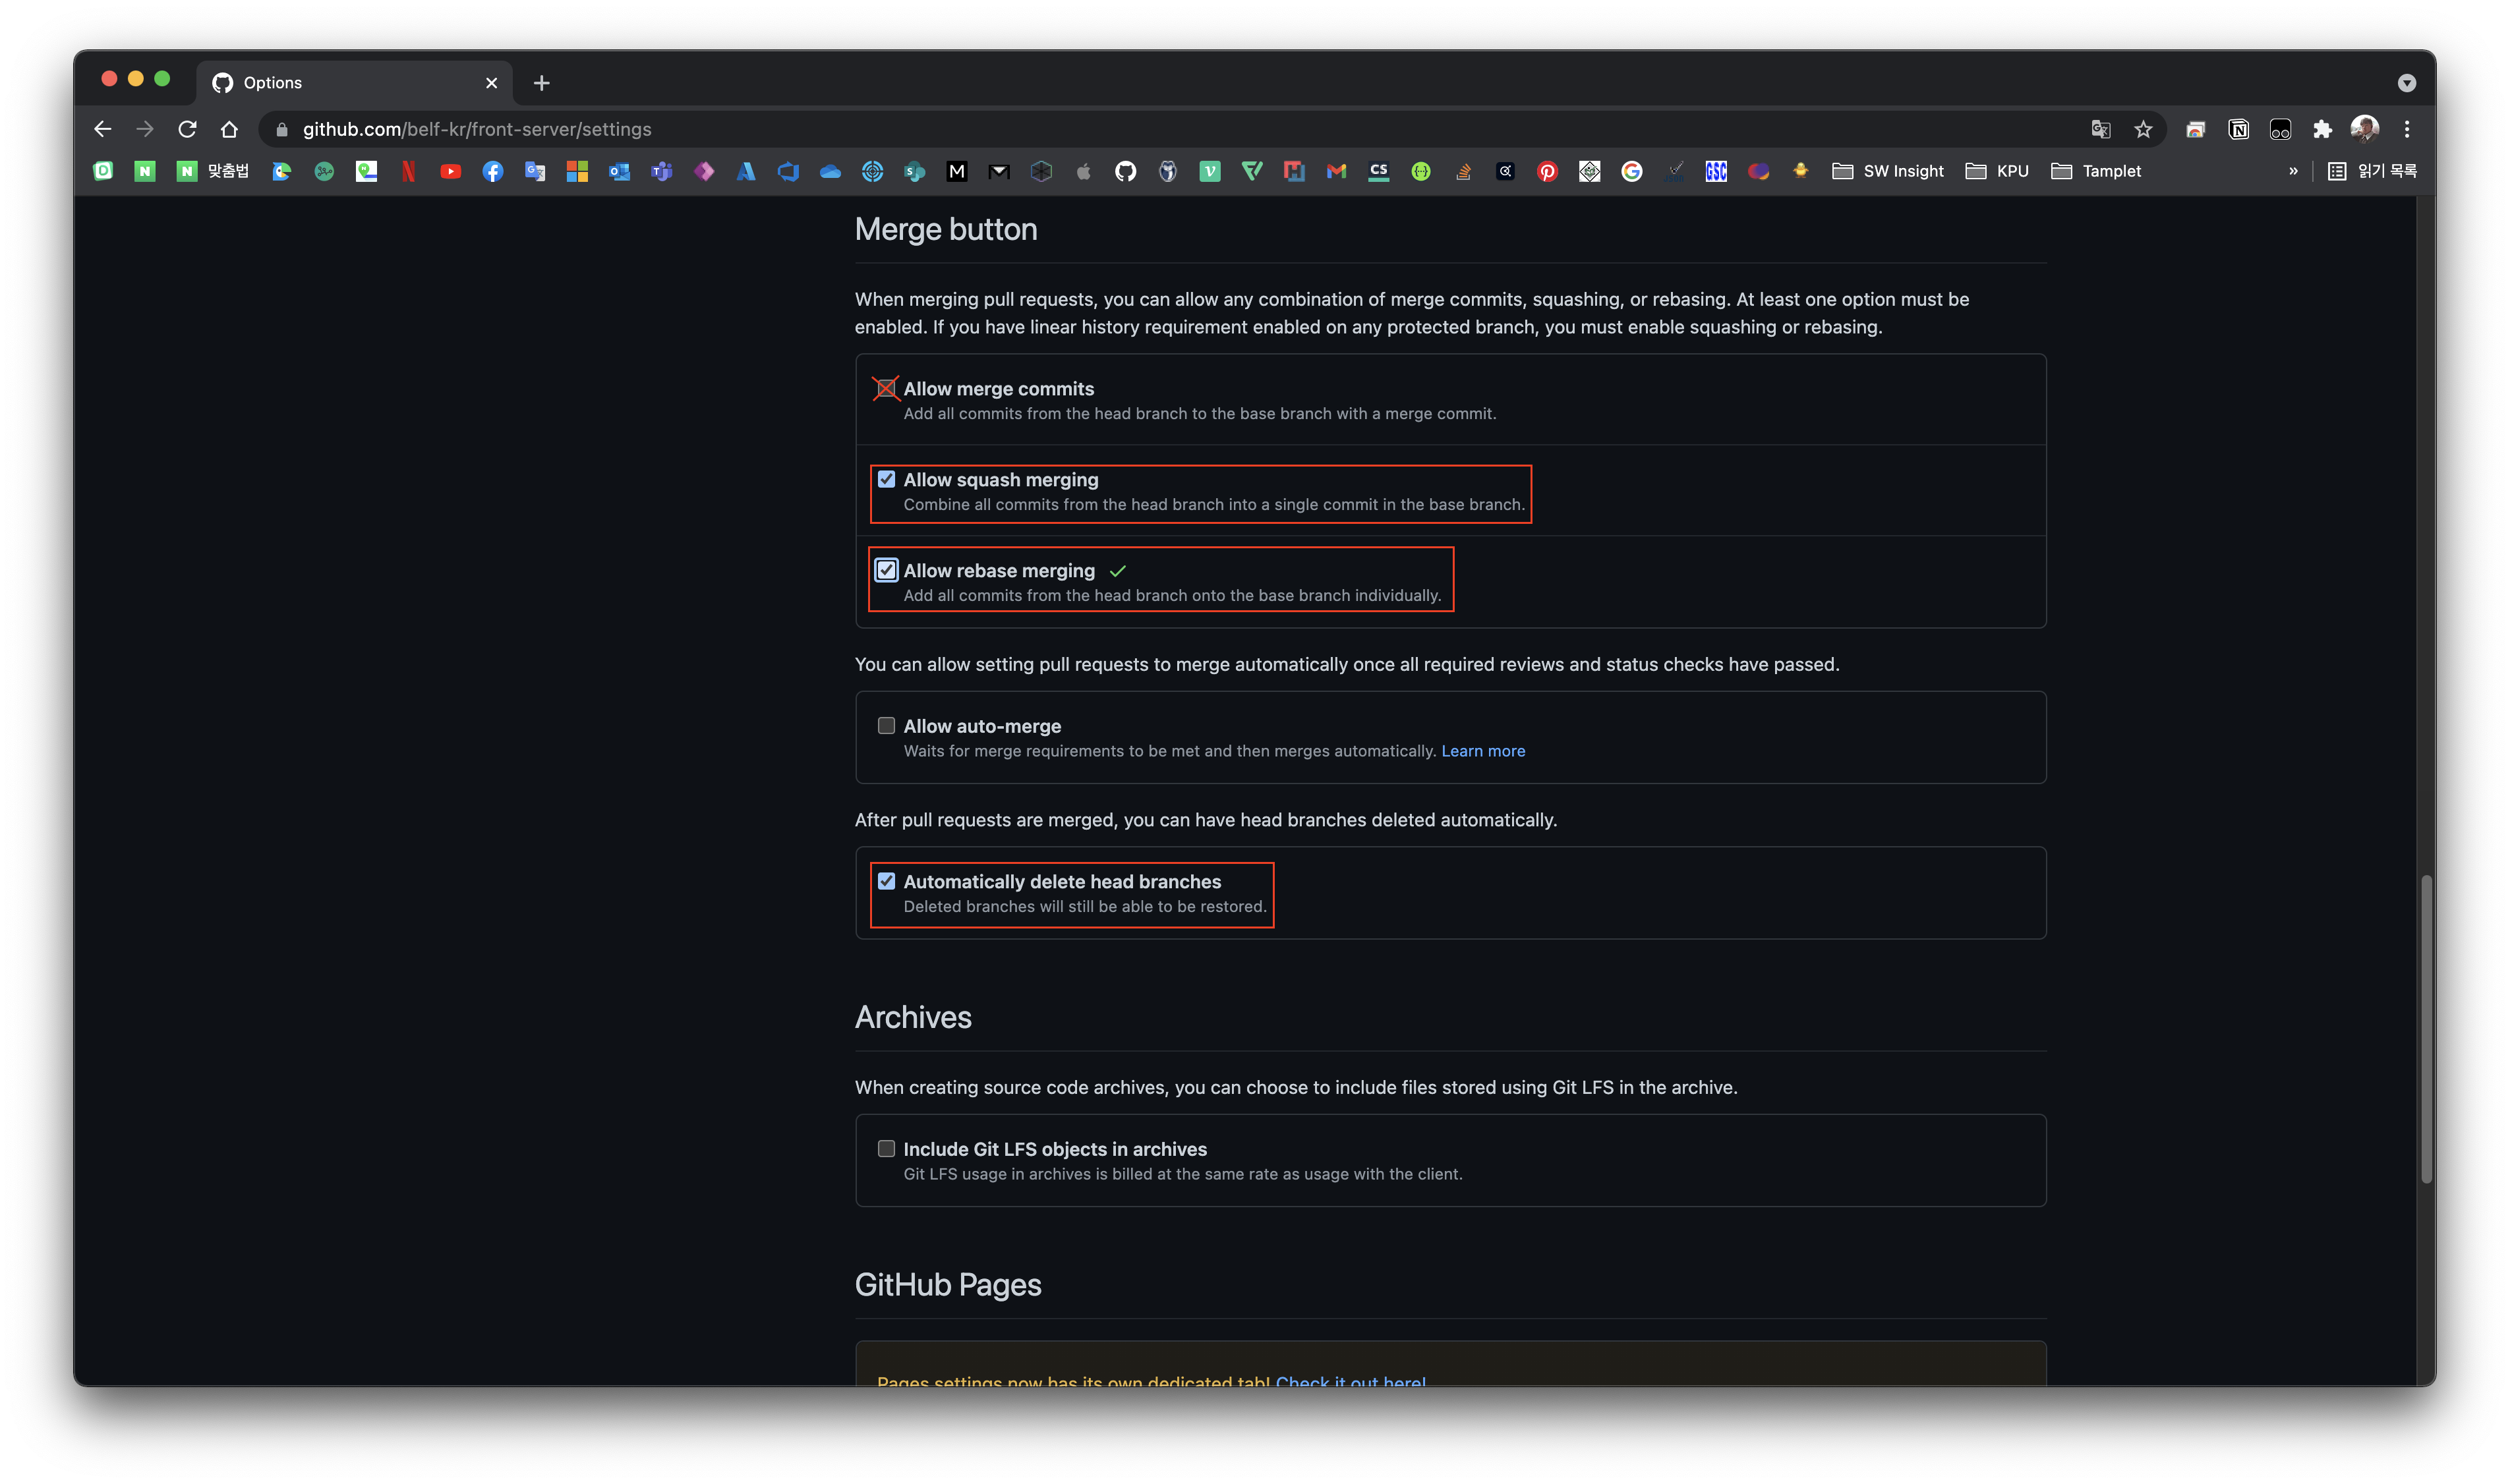 Options
github.com/belf-kr/front-server/settings
맞춤법
SW Insight
KPU
Tamplet
»
읽기 목록
Merge button
When merging pull requests, you can allow any combination of merge commits, squashing, or rebasing. At least one option must be
enabled. If you have linear history requirement enabled on any protected branch, you must enable squashing or rebasing.
Allow merge commits
Add all commits from the head branch to the base branch with a merge commit.
Allow squash merging
Combine all commits from the head branch into a single commit in the base branch.
Allow rebase merging
Add all commits from the head branch onto the base branch individually.
You can allow setting pull requests to merge automatically once all required reviews and status checks have passed.
Allow auto-merge
Waits for merge requirements to be met and then merges automatically. Learn more
After pull requests are merged, you can have head branches deleted automatically.
Automatically delete head branches
Deleted branches will still be able to be restored.
Archives
When creating source code archives, you can choose to include files stored using Git LFS in the archive.
Include Git LFS objects in archives
Git LFS usage in archives is billed at the same rate as usage with the client.
GitHub Pages
Pages settings now has its own dedicated tab! Check it out here!